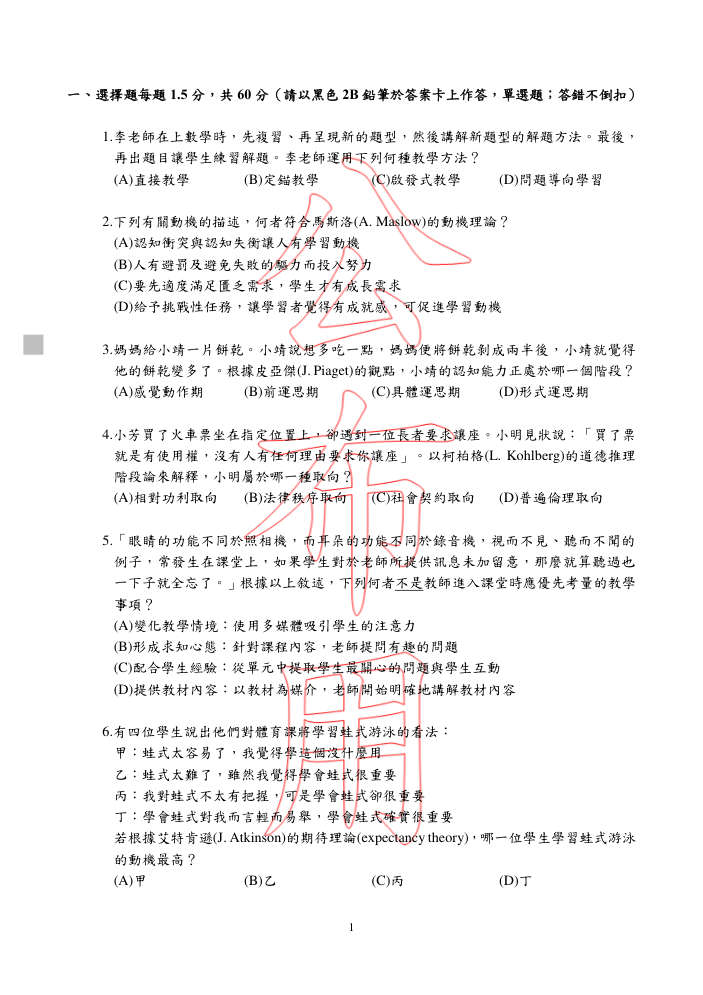 一、選擇題每題 1.5 分，共 60 分（請以黑色 2B 鉛筆於答案卡上作答，單選題；答錯不倒扣）
1.李老師在上數學時，先複習、再呈現新的題型，然後講解新題型的解題方法。最後，
再出題目讓學生練習解題。李老師運用下列何種教學方法？
(A)直接教學 (B)定錨教學 (C)啟發式教學 (D)問題導向學習
2.下列有關動機的描述，何者符合馬斯洛(A. Maslow)的動機理論？
(A)認知衝突與認知失衡讓人有學習動機
(B)人有避罰及避免失敗的驅力而投入努力
(C)要先適度滿足匱乏需求，學生才有成長需求
(D)給予挑戰性任務，讓學習者覺得有成就感，可促進學習動機
3.媽媽給小靖一片餅乾。小靖說想多吃一點，媽媽便將餅乾剝成兩半後，小靖就覺得
他的餅乾變多了。根據皮亞傑(J. Piaget)的觀點，小靖的認知能力正處於哪一個階段？
(A)感覺動作期 (B)前運思期 (C)具體運思期 (D)形式運思期
4.小芳買了火車票坐在指定位置上，卻遇到一位長者要求讓座。小明見狀說：「買了票
就是有使用權，沒有人有任何理由要求你讓座」。以柯柏格(L. Kohlberg)的道德推理
階段論來解釋，小明屬於哪一種取向？
(A)相對功利取向 (B)法律秩序取向 (C)社會契約取向 (D)普遍倫理取向
5.「眼睛的功能不同於照相機，而耳朵的功能不同於錄音機，視而不見、聽而不聞的
例子，常發生在課堂上，如果學生對於老師所提供訊息未加留意，那麼就算聽過也
一下子就全忘了。」根據以上敘述，下列何者不是教師進入課堂時應優先考量的教學
事項？
(A)變化教學情境：使用多媒體吸引學生的注意力
(B)形成求知心態：針對課程內容，老師提問有趣的問題
(C)配合學生經驗：從單元中提取學生最關心的問題與學生互動
(D)提供教材內容：以教材為媒介，老師開始明確地講解教材內容
6.有四位學生說出他們對體育課將學習蛙式游泳的看法：
甲：蛙式太容易了，我覺得學這個沒什麼用
乙：蛙式太難了，雖然我覺得學會蛙式很重要
丙：我對蛙式不太有把握，可是學會蛙式卻很重要
丁：學會蛙式對我而言輕而易舉，學會蛙式確實很重要
若根據艾特肯遜(J. Atkinson)的期待理論(expectancy theory)，哪一位學生學習蛙式游泳
的動機最高？
(A)甲 (B)乙 (C)丙 (D)丁
1
公布用